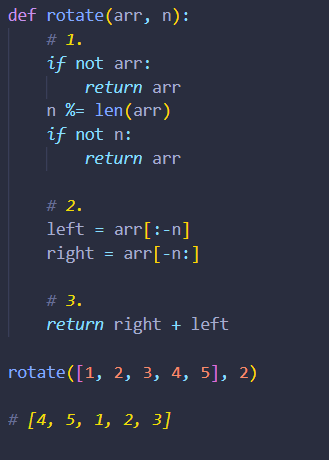 def rotate(arr, n):
    # 1.
    if not arr:
        return arr
    n %= len(arr)
    if not n:
        return arr

    # 2.
    left = arr[:-n]
    right = arr[-n:]

    # 3.
    return right + left

rotate([1, 2, 3, 4, 5], 2)

# [4, 5, 1, 2, 3]